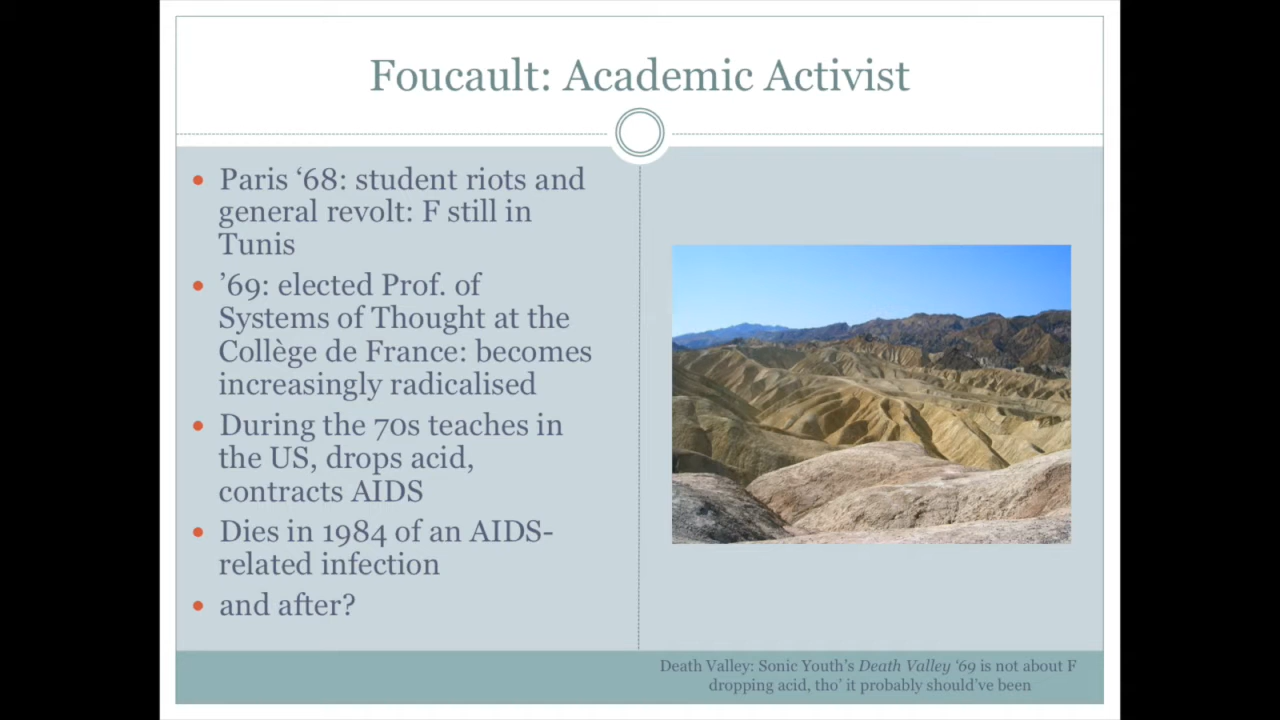 Foucault: Academic Activist
• Paris ‘68: student riots and
general revolt: F still in
Tunis
• ’69: elected Prof. of
Systems of Thought at the
Collège de France: becomes
increasingly radicalised
• During the 70s teaches in
the US, drops acid,
contracts AIDS
• Dies in 1984 of an AIDS-
related infection
• and after?
Death Valley: Sonic Youth’s Death Valley ‘69 is not about F
dropping acid, tho’ it probably should’ve been